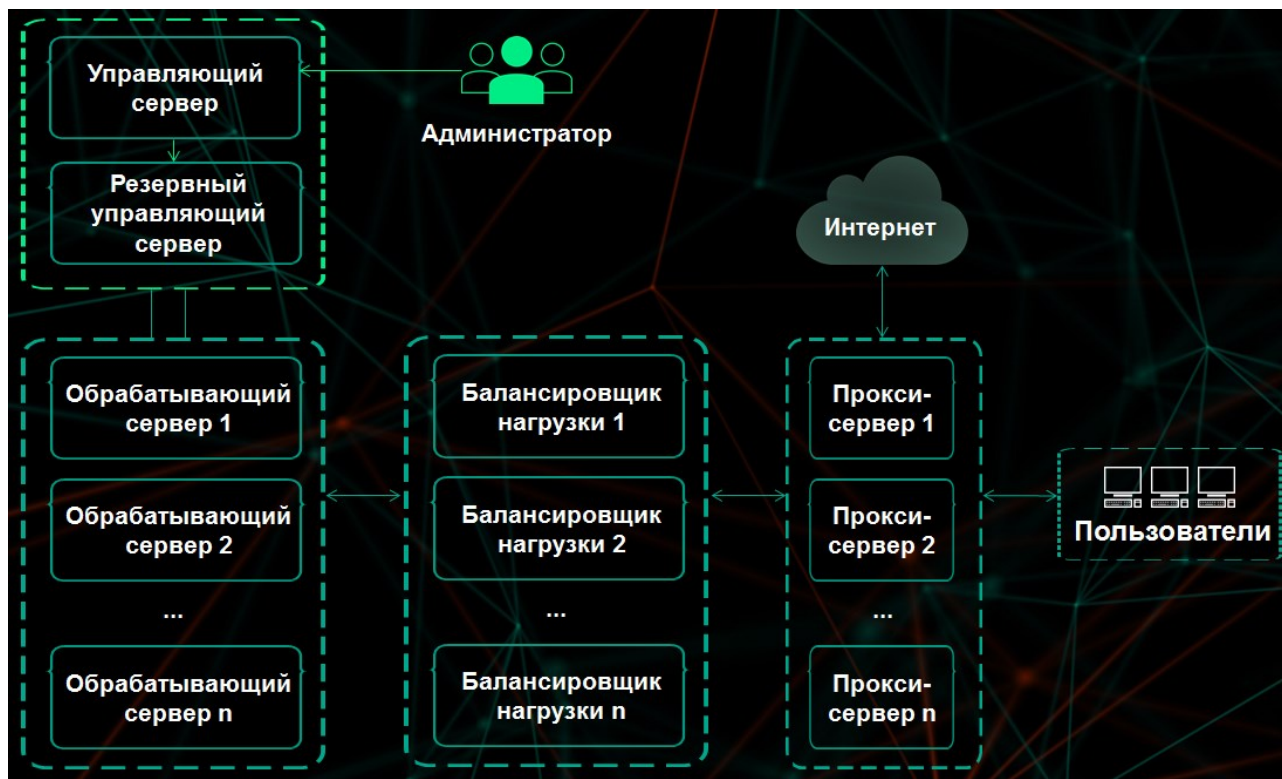 Управляющий
сервер
Администратор
Резервный
управляющий
сервер
Интернет
Обрабатывающий
сервер 1
Балансировщик
нагрузки 1
Прокси-
сервер 1
Обрабатывающий
сервер 2
Балансировщик
нагрузки 2
Прокси-
сервер 2
Пользователи
...
...
...
Обрабатывающий
сервер n
Балансировщик
нагрузки n
Прокси-
сервер n